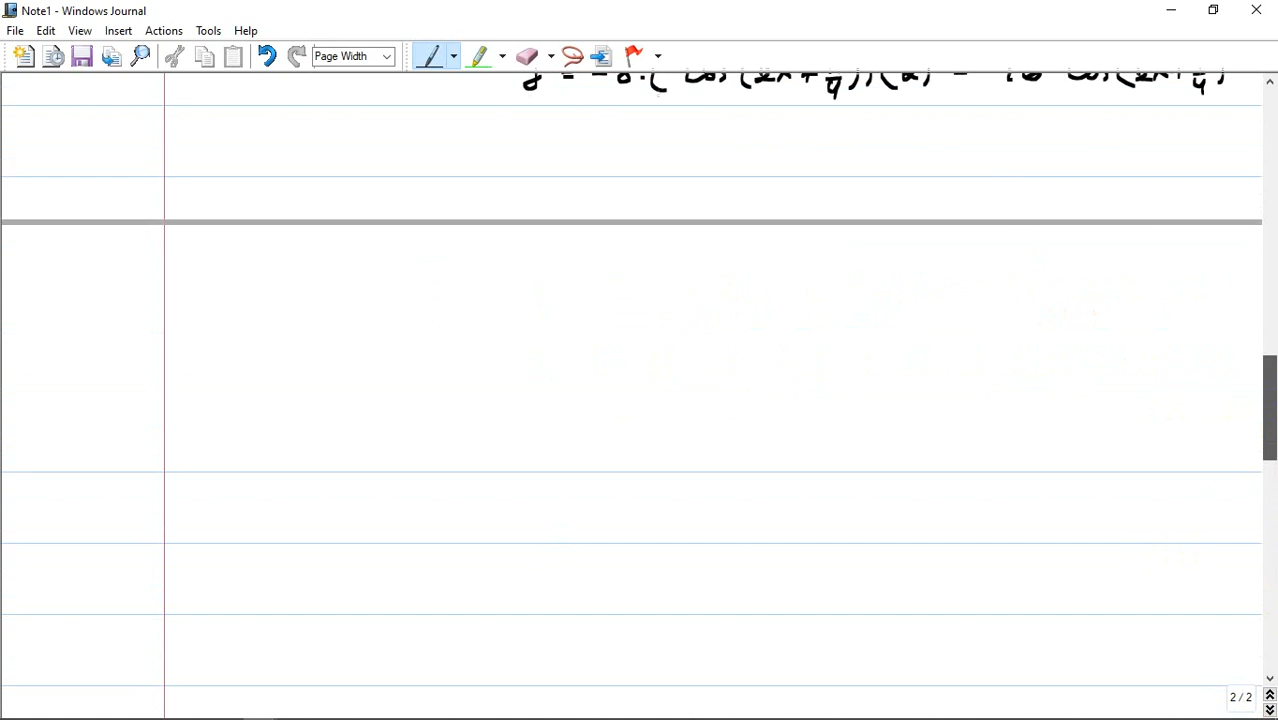 Note1 - Windows Journal
File Edit View Insert Actions Tools Help
Page Width
2 / 2